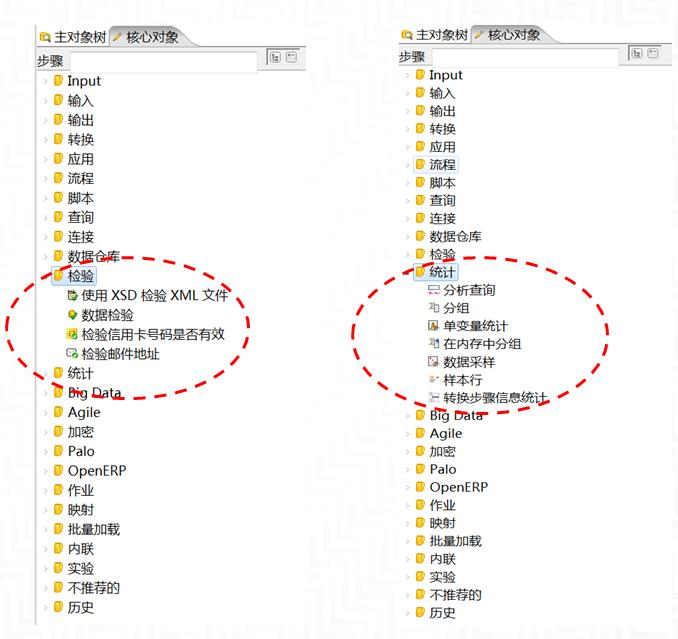 主对象树 核心对象
步骤
Input
输入
输出
转换
应用
流程
脚本
查询
连接
数据仓库
检验
使用 XSD 检验 XML 文件
数据检验
检验信用卡号码是否有效
检验邮件地址
统计
Big Data
Agile
加密
Palo
OpenERP
作业
映射
批量加载
内联
实验
不推荐的
历史
主对象树 核心对象
步骤
Input
输入
输出
转换
应用
流程
脚本
查询
连接
数据仓库
检验
统计
分析查询
分组
单变量统计
在内存中分组
数据采样
样本行
转换步骤信息统计
Big Data
Agile
加密
Palo
OpenERP
作业
映射
批量加载
内联
实验
不推荐的
历史